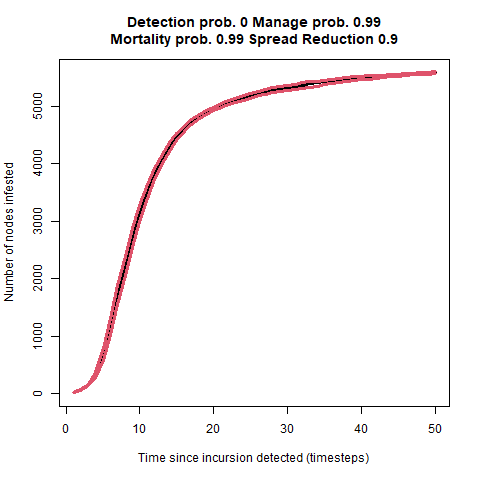 Detection prob. 0 Manage prob. 0.99
Mortality prob. 0.99 Spread Reduction 0.9
Number of nodes infested
5000
4000
3000
2000
1000
0
0 10 20 30 40 50
Time since incursion detected (timesteps)